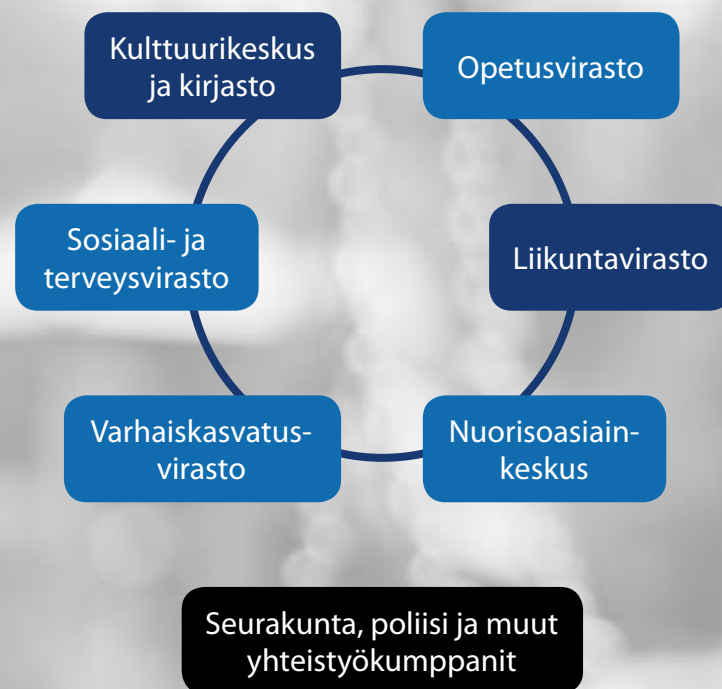 Kulttuurikeskus
ja kirjasto
Opetusvirasto
Sosiaali- ja
terveysvirasto
Liikuntavirasto
Varhaiskasvatus-
virasto
Nuorisoasiain-
keskus
Seurakunta, poliisi ja muut
yhteistyökumppanit